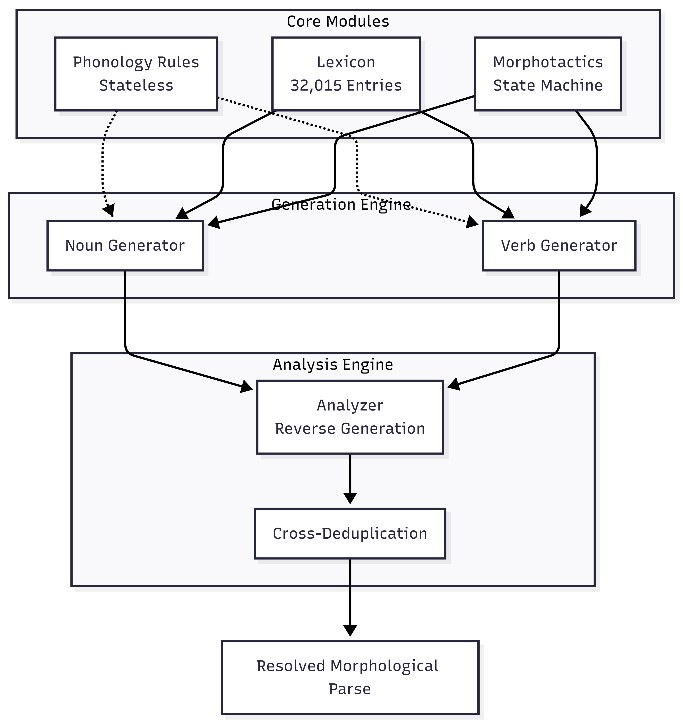 Core Modules
Phonology Rules
Stateless
Lexicon
32,015 Entries
Morphotactics
State Machine
Generation Engine
Noun Generator
Verb Generator
Analysis Engine
Analyzer
Reverse Generation
Cross-Deduplication
Resolved Morphological
Parse